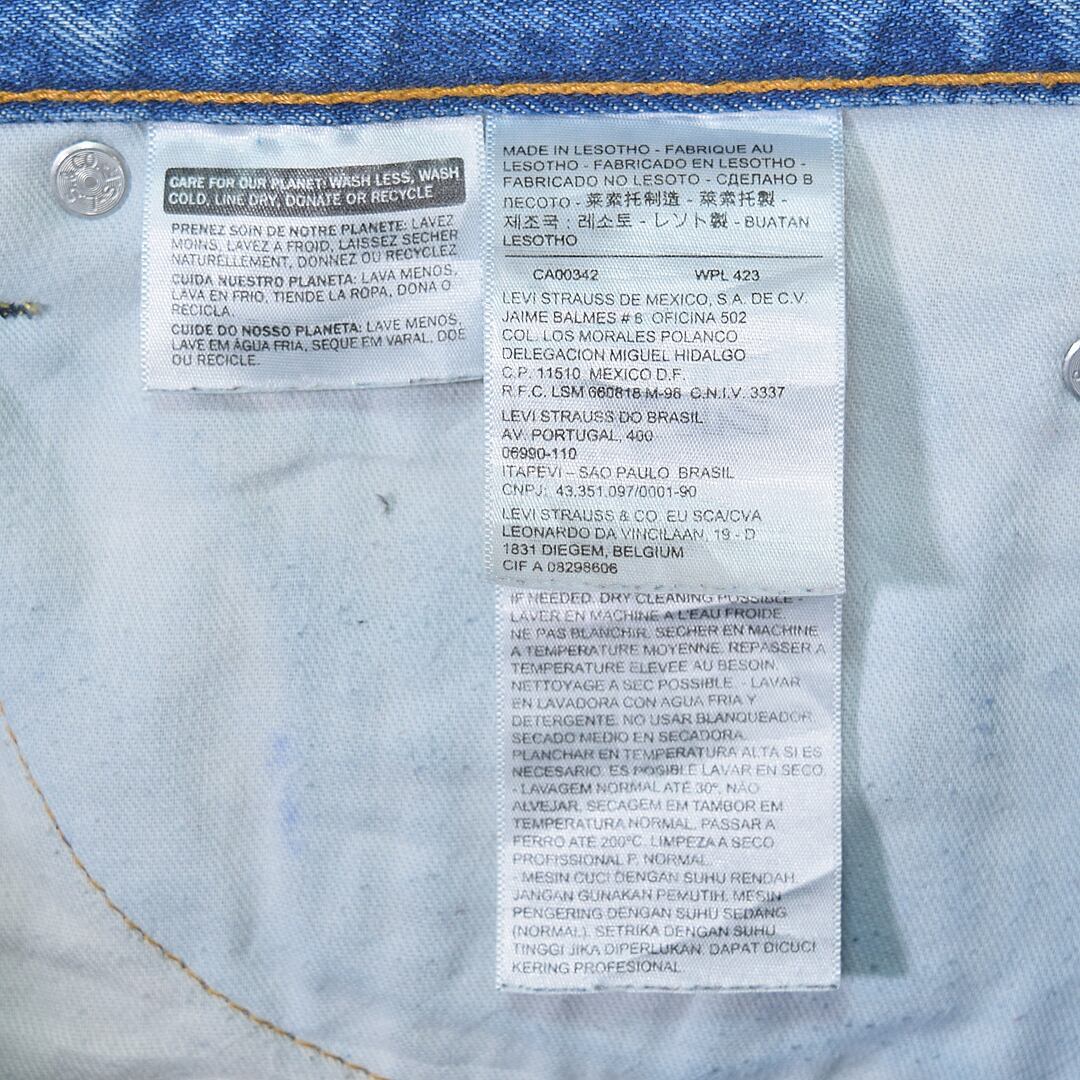 CARE FOR OUR PLANET: WASH LESS, WASH
COLD, LINE DRY, DONATE OR RECYCLE
PRENEZ SOIN DE NOTRE PLANETE: LAVEZ
MOINS, LAVEZ A FROID, LAISSEZ SECHER
NATURELLEMENT, DONNEZ OU RECYCLEZ
CUIDA NUESTRO PLANETA: LAVA MENOS,
LAVA EN FRIO, TIENDE LA ROPA, DONA O
RECICLA.
CUIDE DO NOSSO PLANETA: LAVE MENOS,
LAVE EM ÁGUA FRIA, SEQUE EM VARAL, DOE
OU RECICLE.
MADE IN LESOTHO - FABRIQUE AU
LESOTHO - FABRICADO EN LESOTHO -
FABRICADO NO LESOTO - СДЕЛАНО В
ЛЕСОТО - 莱索托制造 - 萊索托製 -
제조국 : 레소토 - レソト製 - BUATAN
LESOTHO
CA00342 WPL 423
LEVI STRAUSS DE MEXICO, S.A. DE C.V.
JAIME BALMES # 8 OFICINA 502
COL. LOS MORALES POLANCO
DELEGACION MIGUEL HIDALGO
C.P. 11510 MEXICO D.F.
R.F.C. LSM 660818 M-98 C.N.I.V. 3337
LEVI STRAUSS DO BRASIL
AV. PORTUGAL, 400
06990-110
ITAPEVI – SÃO PAULO BRASIL
CNPJ: 43.351.097/0001-90
LEVI STRAUSS & CO. EU SCA/CVA
LEONARDO DA VINCILAAN, 19 - D
1831 DIEGEM, BELGIUM
CIF A 08298606
IF NEEDED. DRY CLEANING POSSIBLE -
LAVER EN MACHINE A L'EAU FROIDE.
NE PAS BLANCHIR. SECHER EN MACHINE
A TEMPERATURE MOYENNE. REPASSER A
TEMPERATURE ELEVEE AU BESOIN.
NETTOYAGE A SEC POSSIBLE. - LAVAR
EN LAVADORA CON AGUA FRIA Y
DETERGENTE. NO USAR BLANQUEADOR.
SECADO MEDIO EN SECADORA.
PLANCHAR EN TEMPERATURA ALTA SI ES
NECESARIO. ES POSIBLE LAVAR EN SECO.
- LAVAGEM NORMAL ATÉ 30º, NÃO
ALVEJAR, SECAGEM EM TAMBOR EM
TEMPERATURA NORMAL, PASSAR A
FERRO ATÉ 200ºC, LIMPEZA A SECO
PROFISSIONAL P, NORMAL.
- MESIN CUCI DENGAN SUHU RENDAH.
JANGAN GUNAKAN PEMUTIH. MESIN
PENGERING DENGAN SUHU SEDANG
(NORMAL). SETRIKA DENGAN SUHU
TINGGI JIKA DIPERLUKAN. DAPAT DICUCI
KERING PROFESIONAL.